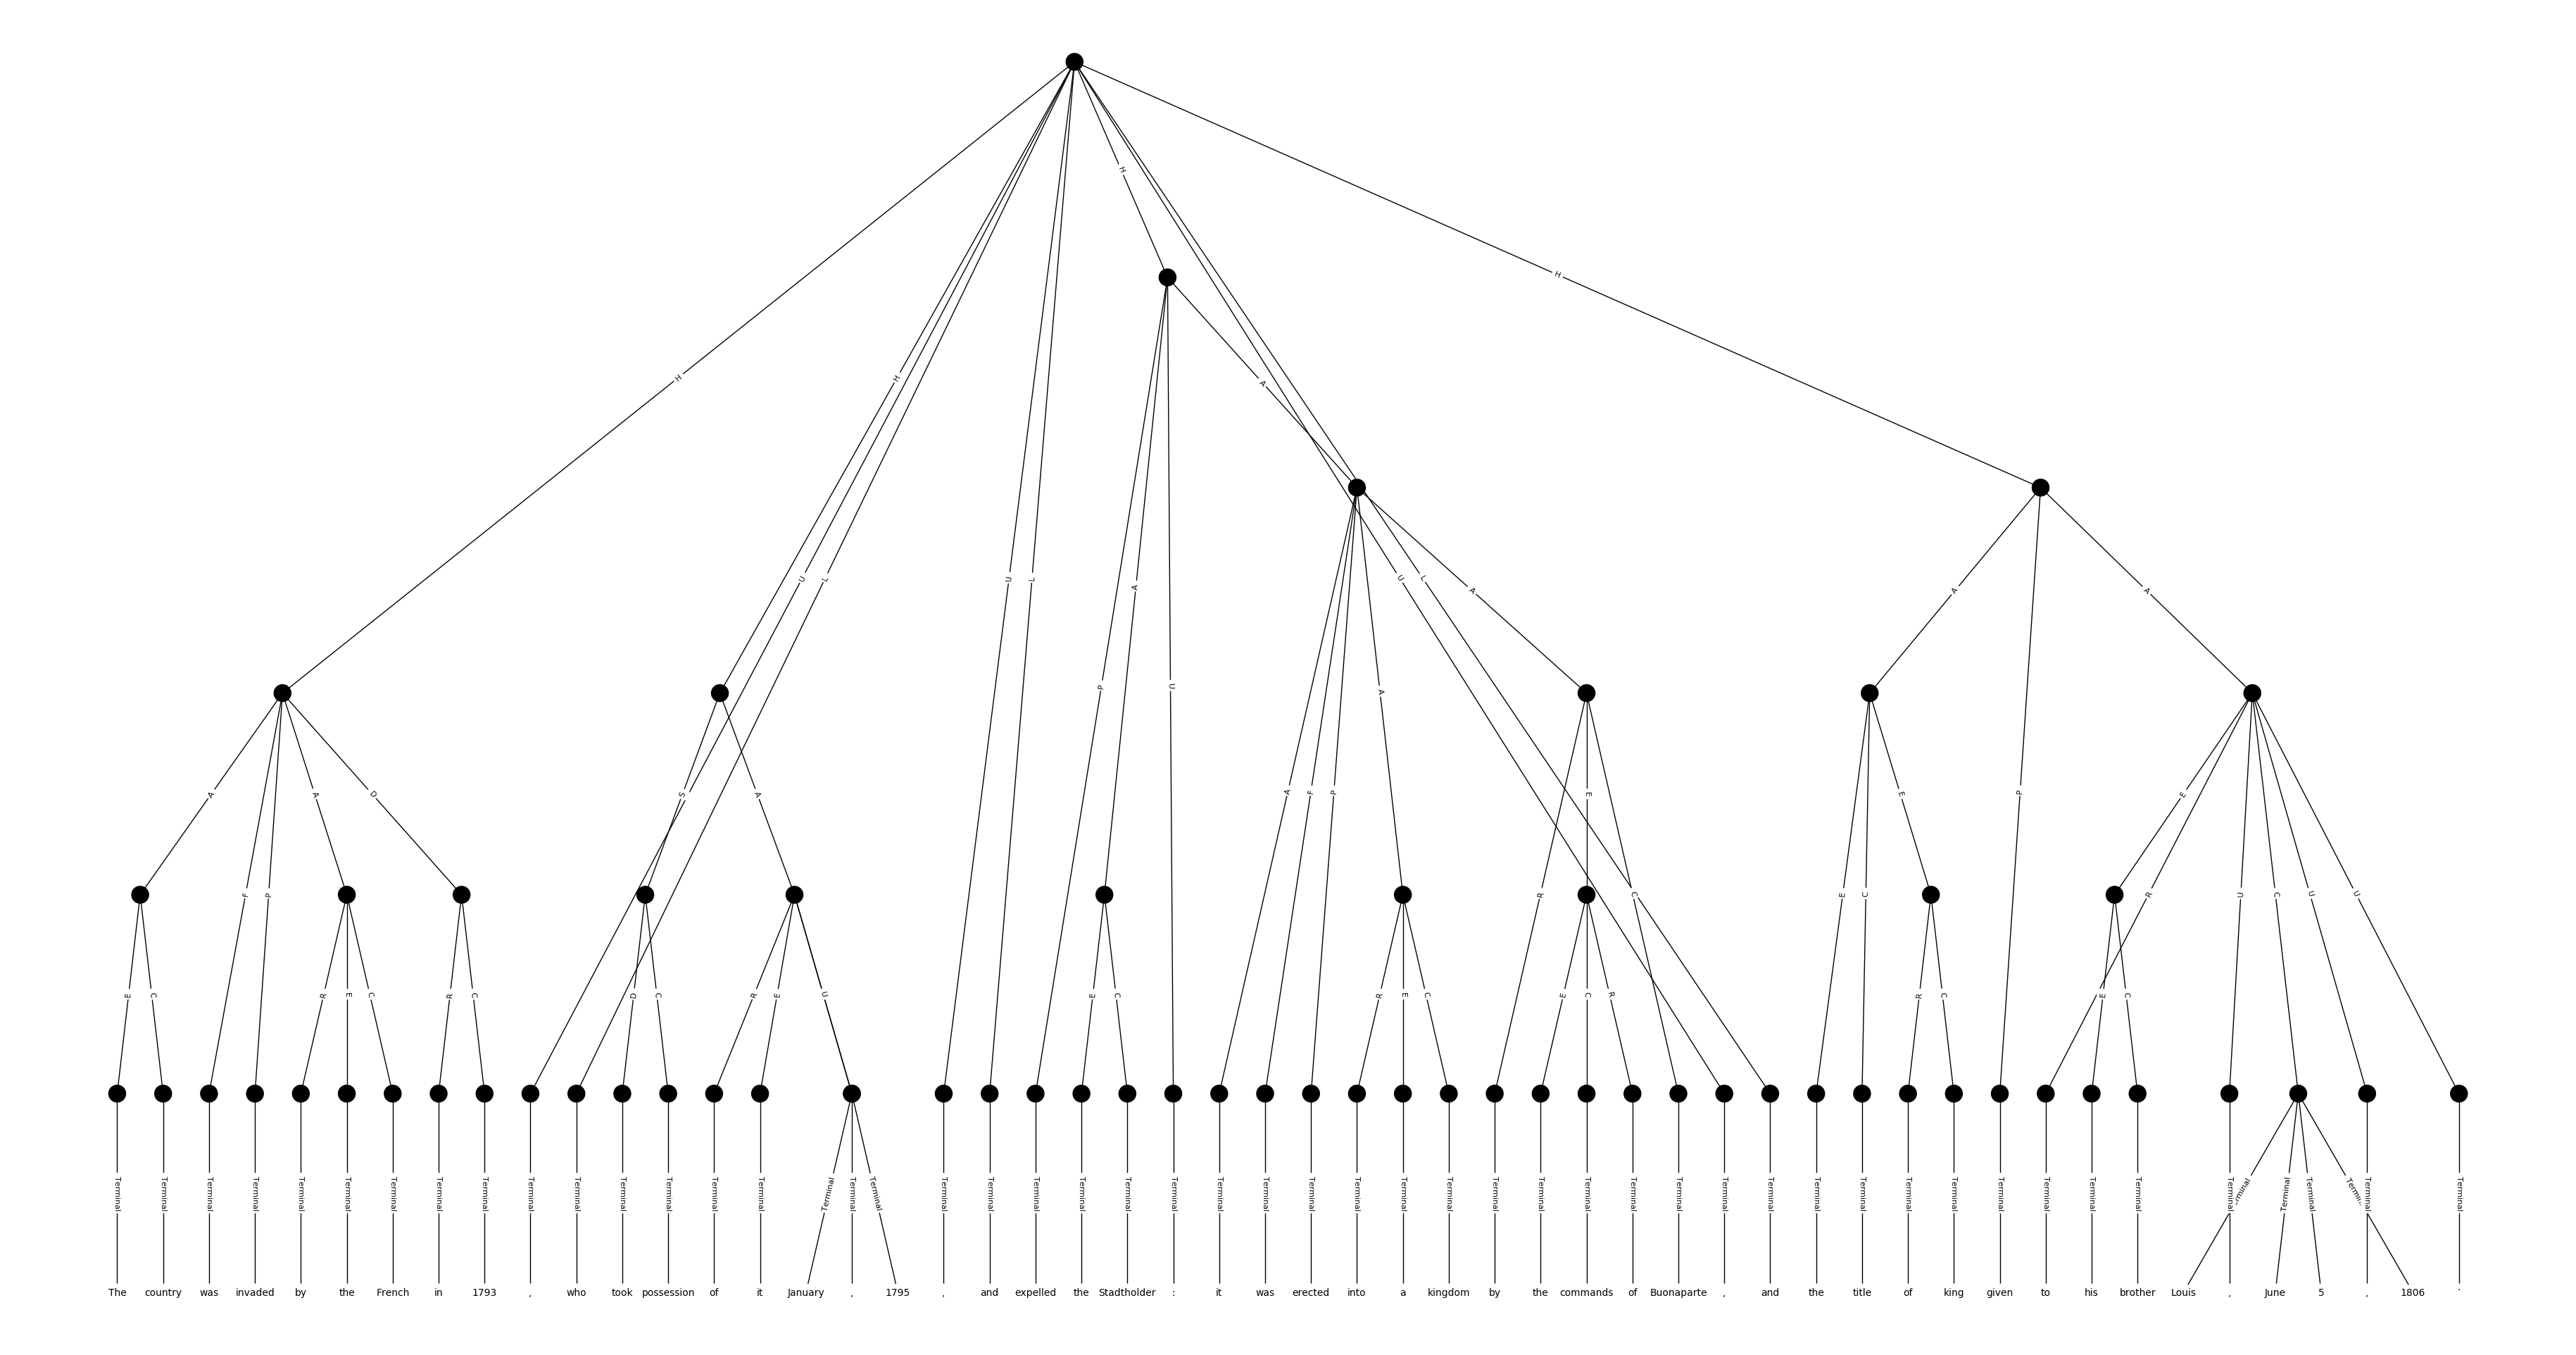 H
H
H
H
A
U
L
U
L
A
U
L
A
A
A
P
A
U
A
F
P
A
D
S
A
A
F
P
A
R
E
C
E
C
E
P
E
R
U
C
U
U
E
C
R
E
C
R
C
D
C
R
E
U
E
C
R
E
C
E
C
R
R
C
E
C
Terminal Terminal Terminal Terminal Terminal Terminal Terminal Terminal Terminal Terminal Terminal Terminal Terminal Terminal Terminal Terminal Terminal Terminal Terminal Terminal Terminal Terminal Terminal Terminal Terminal Terminal Terminal Terminal Terminal Terminal Terminal Terminal Terminal Terminal Terminal Terminal Terminal Terminal Terminal Terminal Terminal Terminal Terminal Terminal Terminal Terminal Terminal Terminal Terminal Terminal
The country was invaded by the French in 1793 , who took possession of it January , 1795 , and expelled the Stadtholder : it was erected into a kingdom by the commands of Buonaparte , and the title of king given to his brother Louis , June 5 , 1806 .